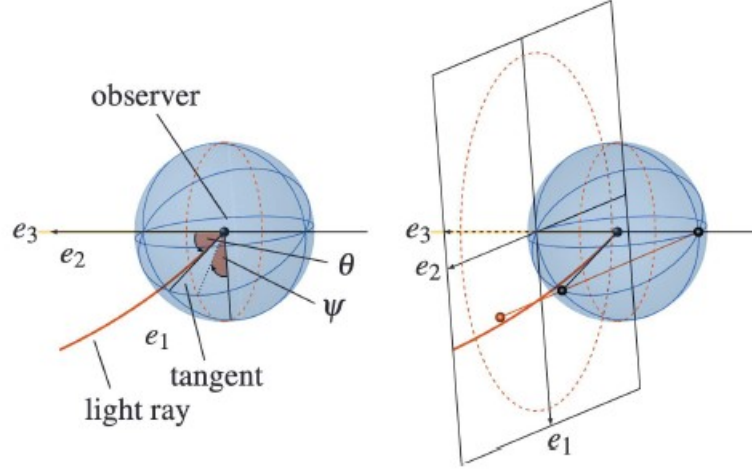 observer
e3
e2
θ
ψ
e1
tangent
light ray
e3
e2
e1